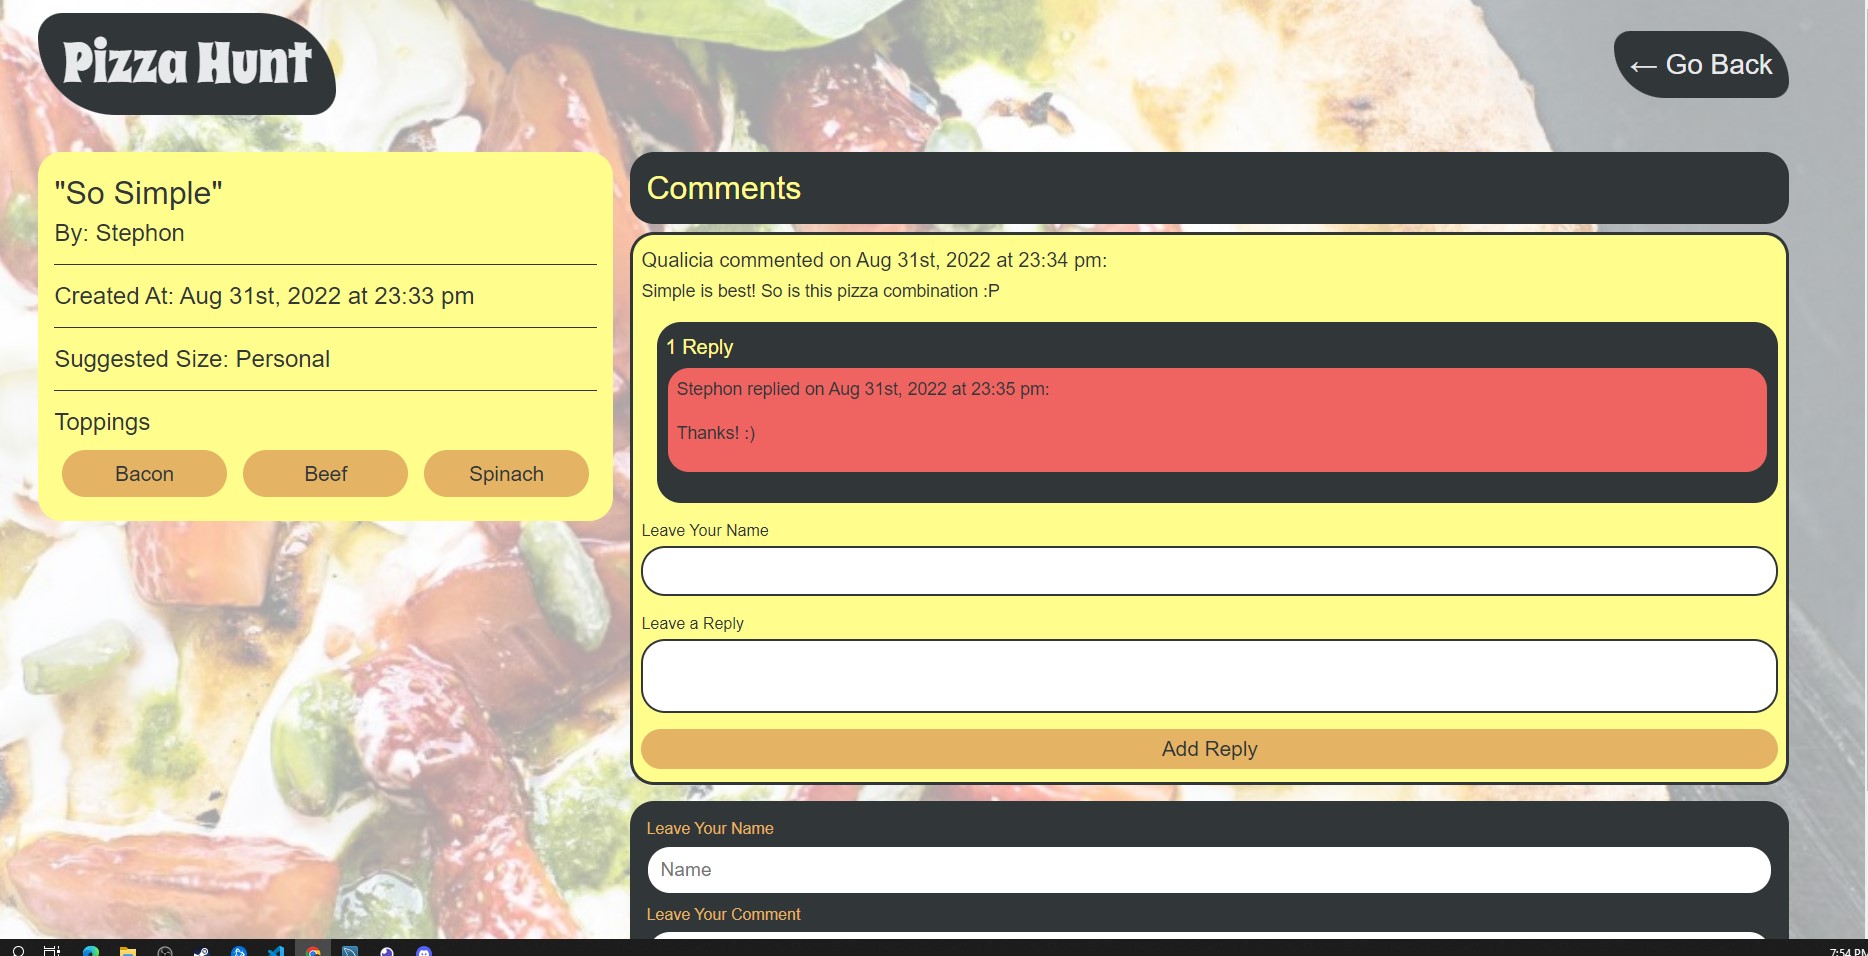 Pizza Hunt
← Go Back
"So Simple"
By: Stephon
Created At: Aug 31st, 2022 at 23:33 pm
Suggested Size: Personal
Toppings
Bacon
Beef
Spinach
Comments
Qualicia commented on Aug 31st, 2022 at 23:34 pm:
Simple is best! So is this pizza combination :P
1 Reply
Stephon replied on Aug 31st, 2022 at 23:35 pm:
Thanks! :)
Leave Your Name
Leave a Reply
Add Reply
Leave Your Name
Name
Leave Your Comment
7:54 PM